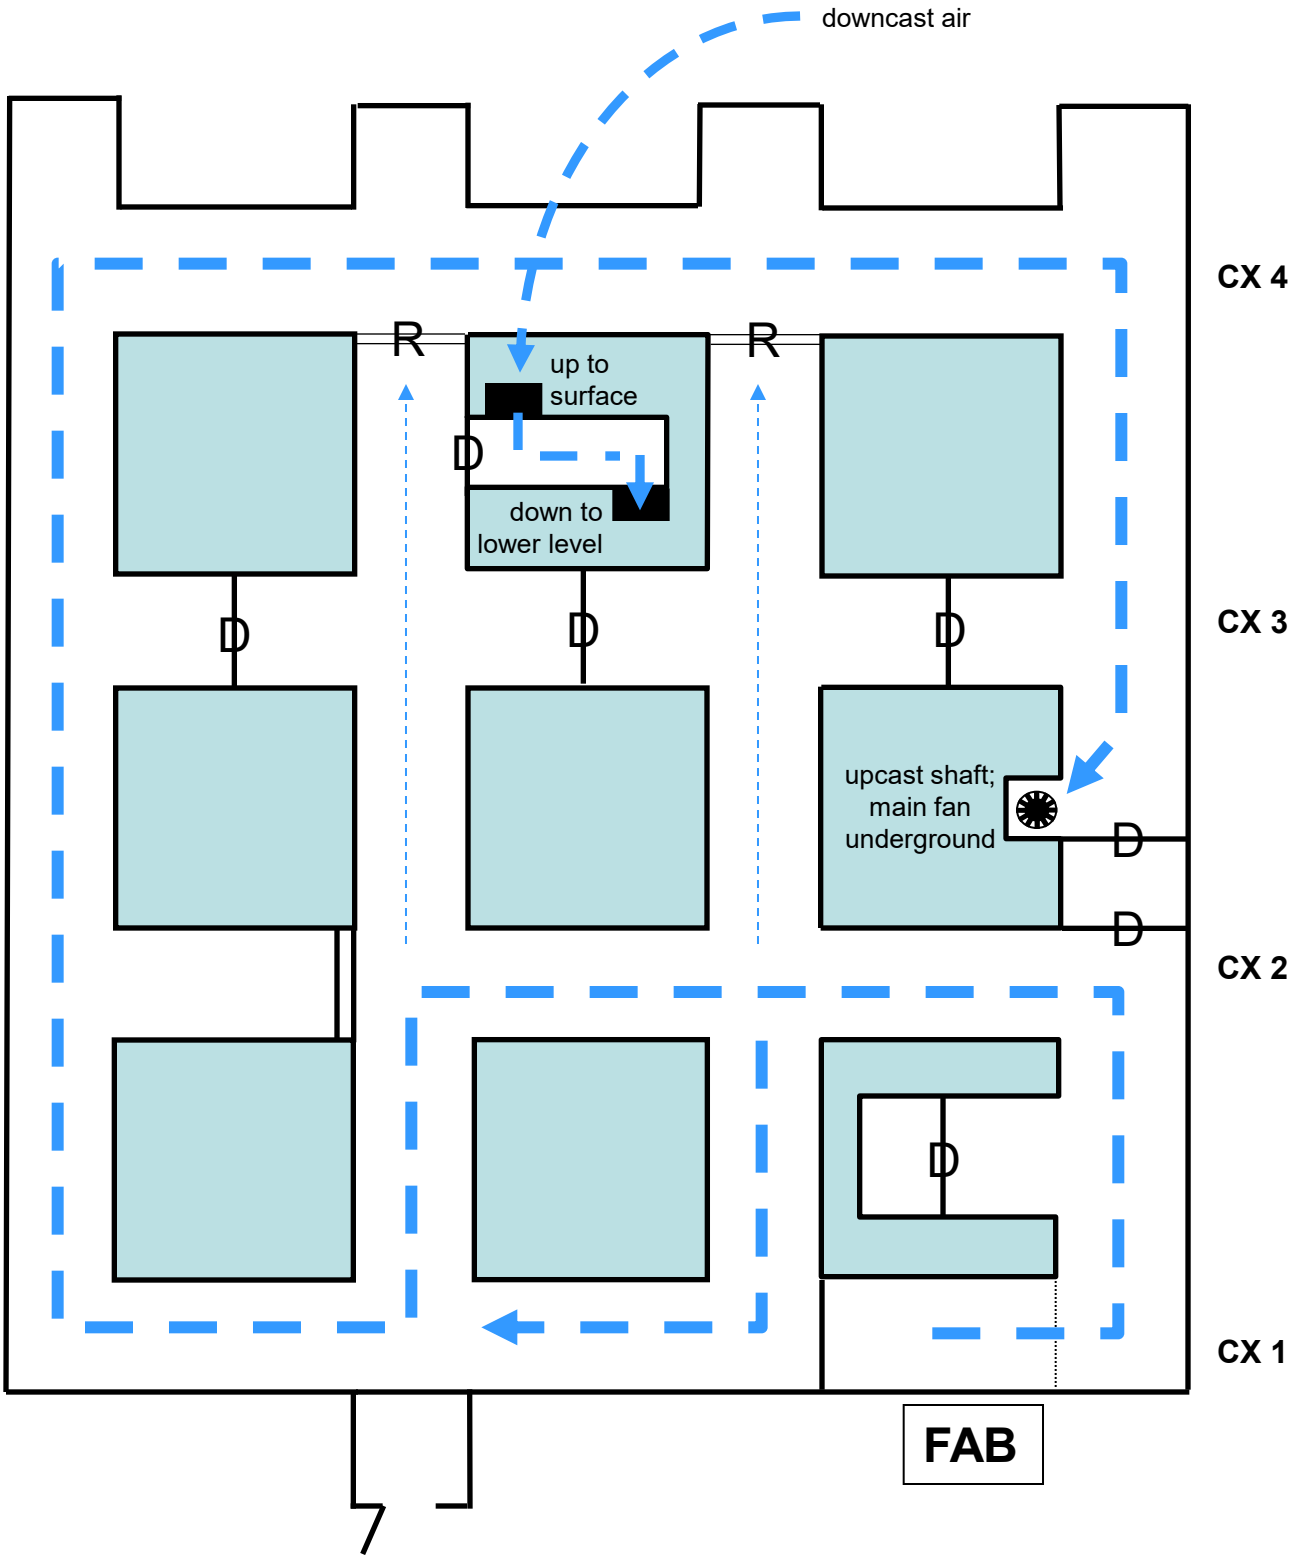 downcast air
CX 4
R
R
up to
surface
D
down to
lower level
CX 3
D
D
D
upcast shaft;
main fan
underground
D
D
CX 2
D
CX 1
FAB